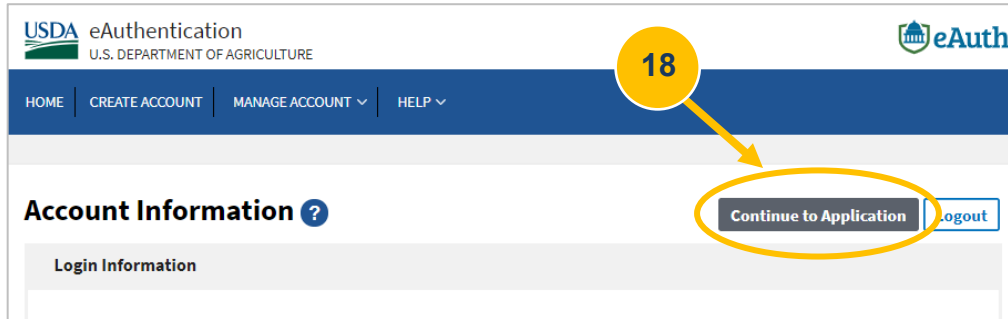 USDA eAuthentication
U.S. DEPARTMENT OF AGRICULTURE
eAuth
18
HOME CREATE ACCOUNT MANAGE ACCOUNT HELP
Account Information ?
Continue to Application Logout
Login Information